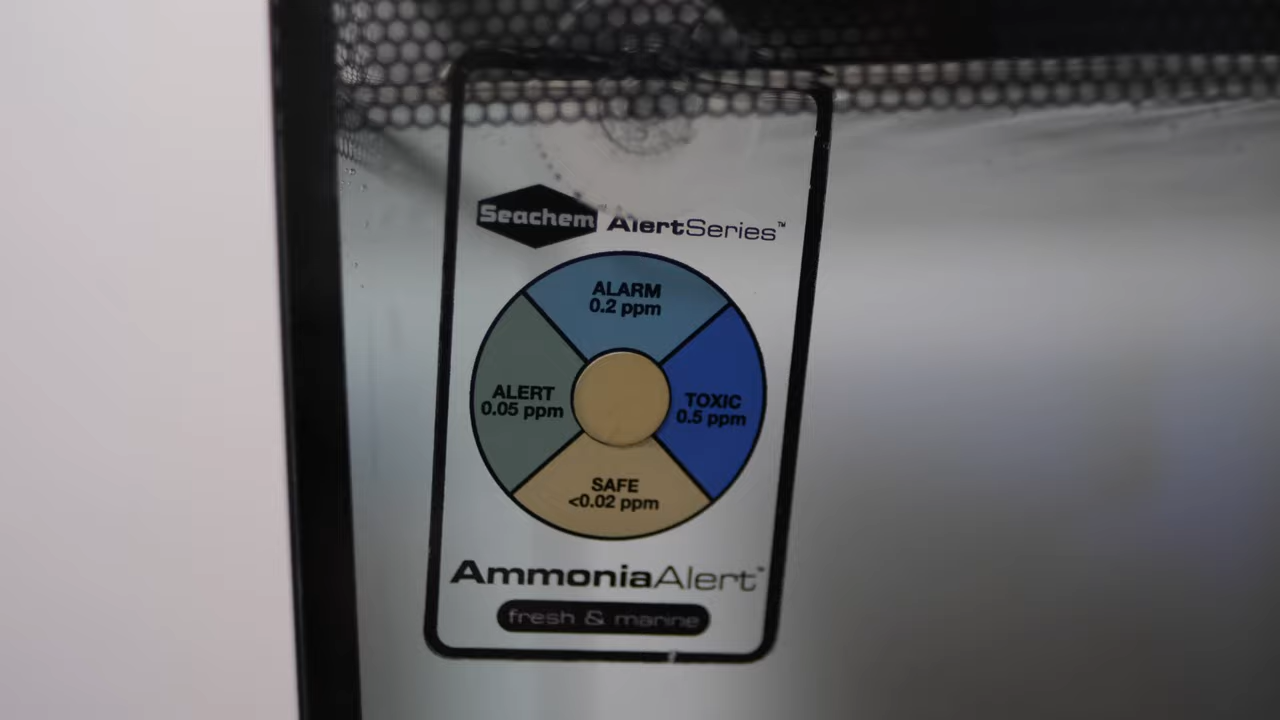 Seachem AlertSeries™
ALARM
0.2 ppm
ALERT
0.05 ppm
TOXIC
0.5 ppm
SAFE
<0.02 ppm
AmmoniaAlert™
fresh & marine